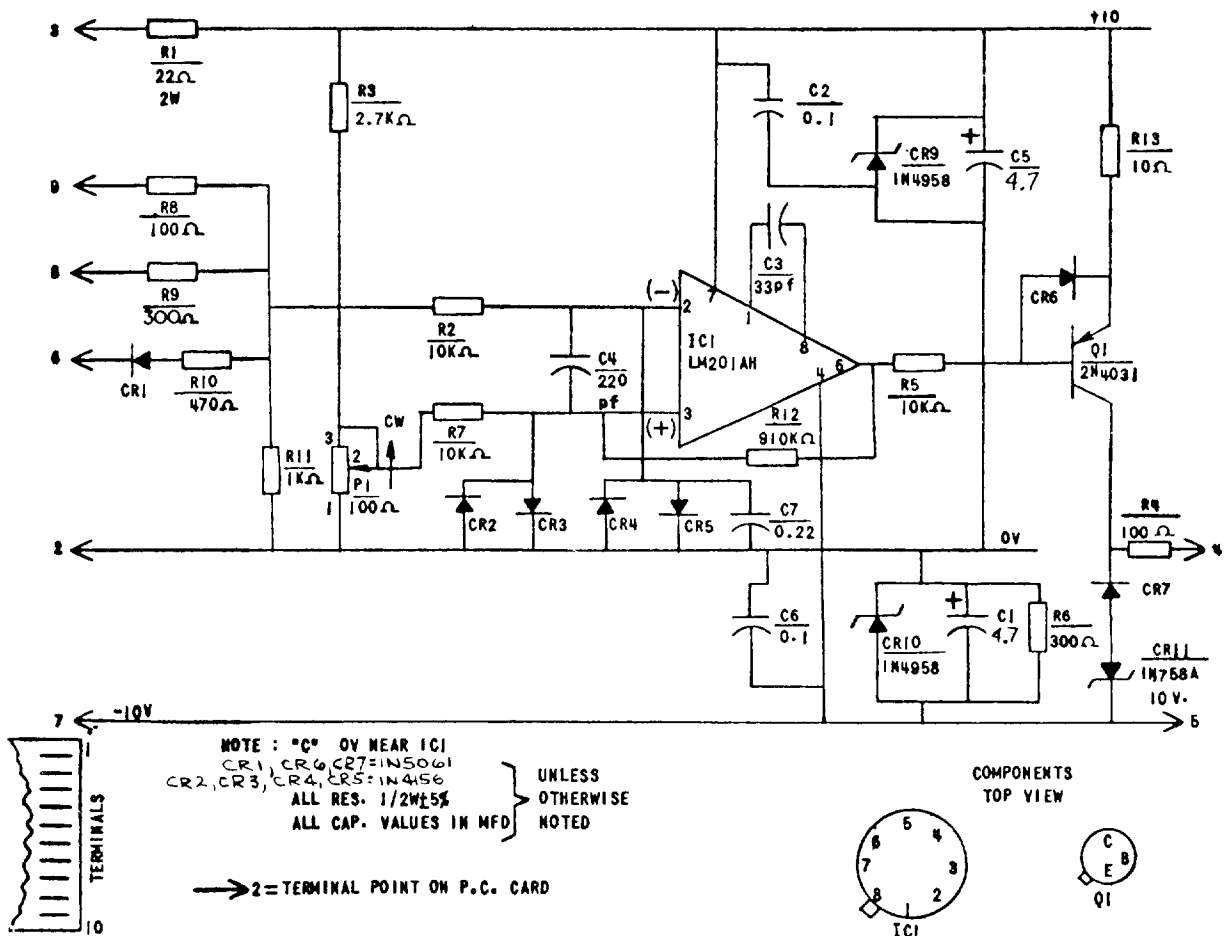 3
R1
22Ω
2W
+10
R3
2.7KΩ
C2
0.1
CR9
1N4958
C5
4.7
R13
10Ω
9
R8
100Ω
8
R9
300Ω
C3
33pf
CR6
(-)
7
2
1
8
IC1
LM201AH
4
6
R2
10KΩ
C4
220
pf
CR1
R10
470Ω
R5
10KΩ
Q1
2N4031
CW
3
(+)
R12
910KΩ
R7
10KΩ
R11
1KΩ
3
2
1
P1
100Ω
CR2
CR3
CR4
CR5
C7
0.22
R4
100Ω
2
0V
C6
0.1
CR10
1N4958
C1
4.7
R6
300Ω
CR7
CR11
1N758A
10 V.
7
-10V
5
NOTE : "C" OV NEAR IC1
CR1, CR6, CR7=1N5061
CR2, CR3, CR4, CR5=1N4156
ALL RES. 1/2W±5%
ALL CAP. VALUES IN MFD
UNLESS
OTHERWISE
NOTED
COMPONENTS
TOP VIEW
1
TERMINALS
10
2=TERMINAL POINT ON P.C. CARD
5
6
4
7
3
8
2
1
IC1
C
B
E
Q1